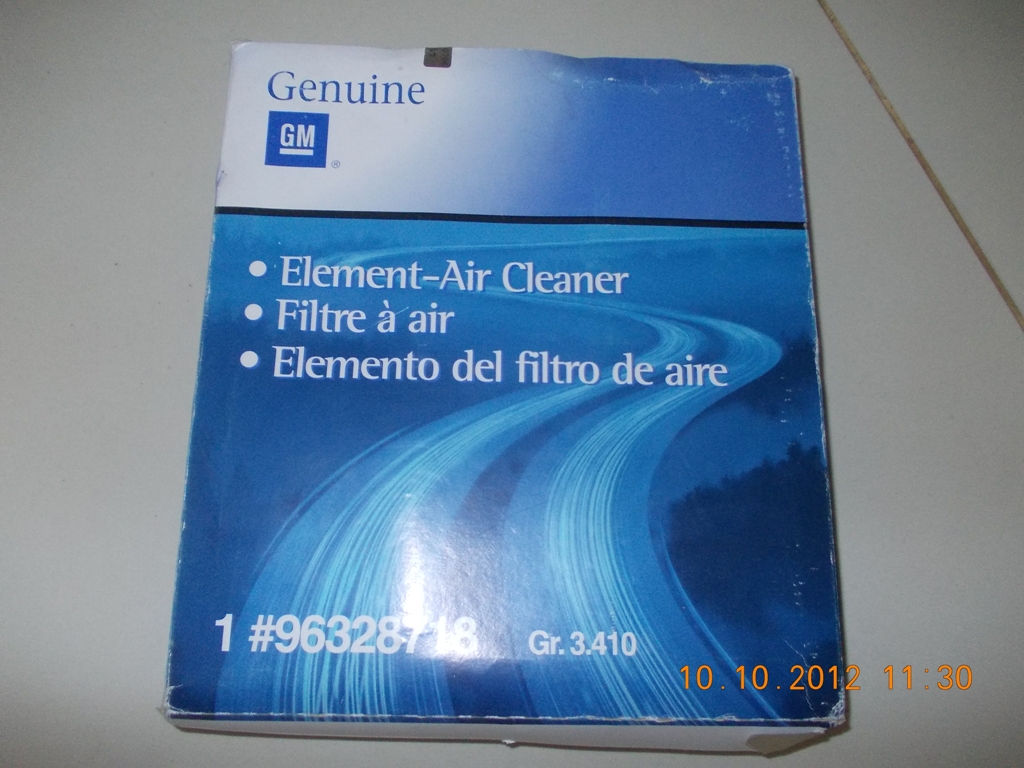 Genuine
GM
®
• Element-Air Cleaner
• Filtre à air
• Elemento del filtro de aire
1 #96328718 Gr. 3.410
10.10.2012 11:30